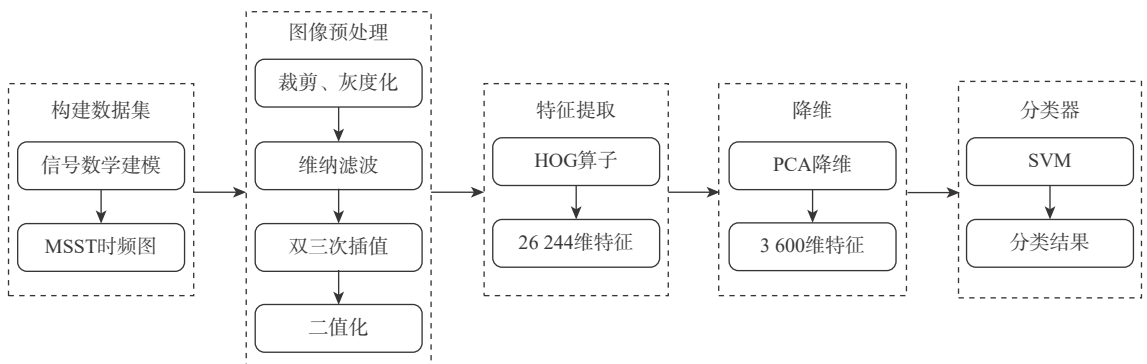 构建数据集
信号数学建模
MSST时频图
图像预处理
裁剪、灰度化
维纳滤波
双三次插值
二值化
特征提取
HOG算子
26 244维特征
降维
PCA降维
3 600维特征
分类器
SVM
分类结果